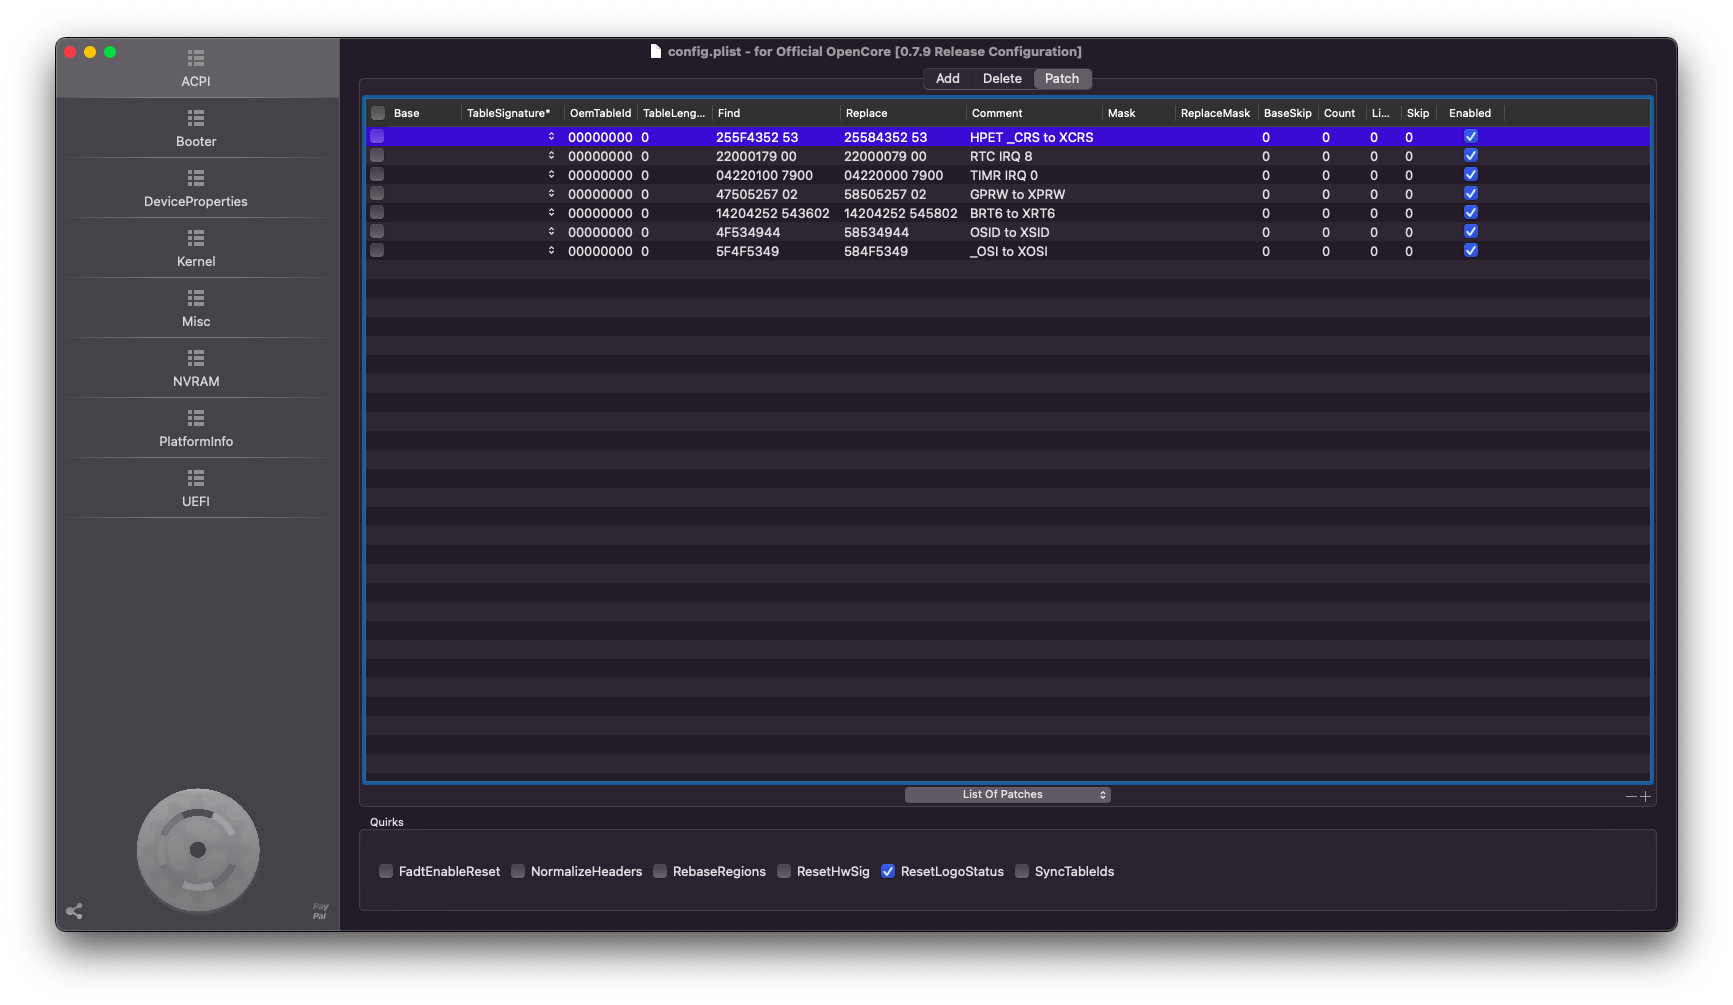 config.plist - for Official OpenCore [0.7.9 Release Configuration]
ACPI
Booter
DeviceProperties
Kernel
Misc
NVRAM
PlatformInfo
UEFI
Pay
Pal
Add Delete Patch
Base TableSignature* OemTableId TableLeng... Find Replace Comment Mask ReplaceMask BaseSkip Count Li... Skip Enabled
00000000 0 255F4352 53 25584352 53 HPET _CRS to XCRS 0 0 0 0
00000000 0 22000179 00 22000079 00 RTC IRQ 8 0 0 0 0
00000000 0 04220100 7900 04220000 7900 TIMR IRQ 0 0 0 0 0
00000000 0 47505257 02 58505257 02 GPRW to XPRW 0 0 0 0
00000000 0 14204252 543602 14204252 545802 BRT6 to XRT6 0 0 0 0
00000000 0 4F534944 58534944 OSID to XSID 0 0 0 0
00000000 0 5F4F5349 584F5349 _OSI to XOSI 0 0 0 0
List Of Patches
Quirks
FadtEnableReset NormalizeHeaders RebaseRegions ResetHwSig ResetLogoStatus SyncTableIds